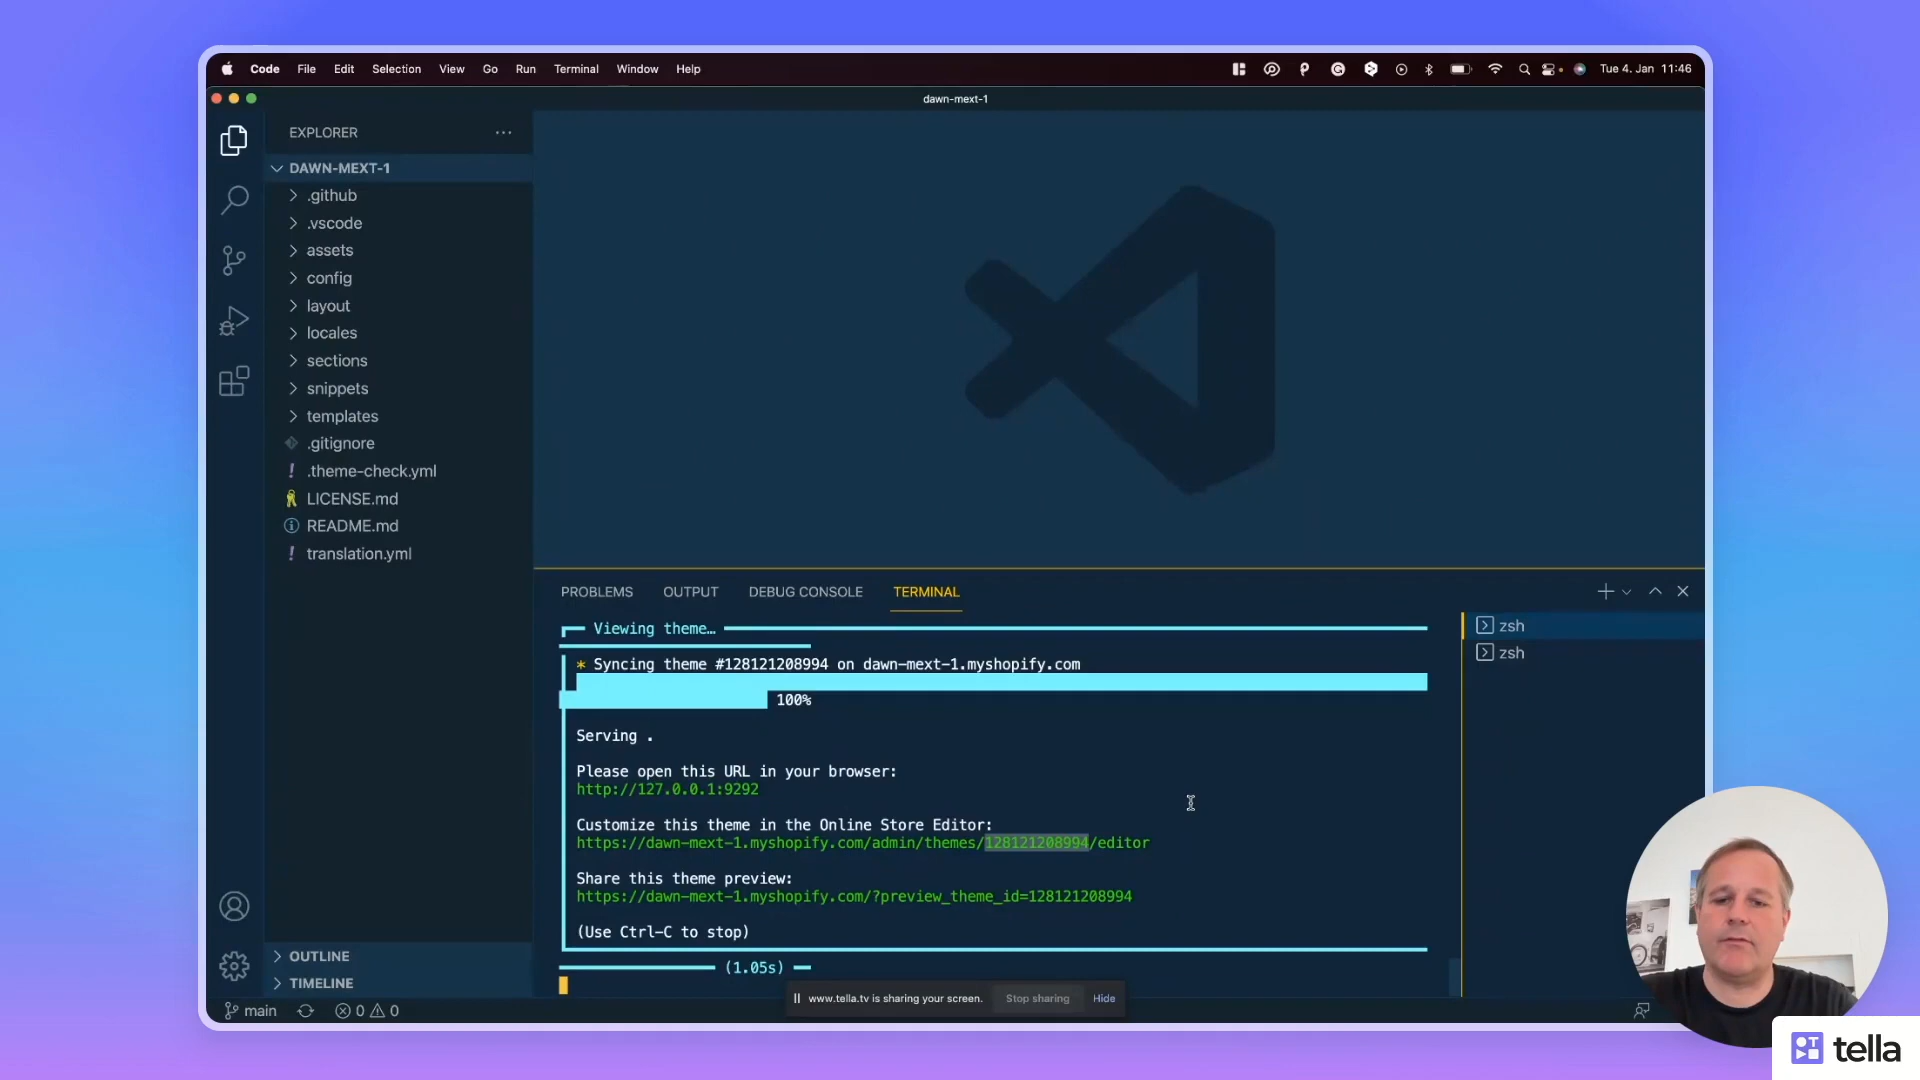 Code File Edit Selection View Go Run Terminal Window Help
Tue 4. Jan 11:46
dawn-mext-1
EXPLORER
DAWN-MEXT-1
.github
.vscode
assets
config
layout
locales
sections
snippets
templates
.gitignore
! .theme-check.yml
LICENSE.md
README.md
! translation.yml
OUTLINE
TIMELINE
PROBLEMS OUTPUT DEBUG CONSOLE TERMINAL
Viewing theme…
* Syncing theme #128121208994 on dawn-mext-1.myshopify.com
100%
Serving .
Please open this URL in your browser:
http://127.0.0.1:9292
Customize this theme in the Online Store Editor:
https://dawn-mext-1.myshopify.com/admin/themes/128121208994/editor
Share this theme preview:
https://dawn-mext-1.myshopify.com/?preview_theme_id=128121208994
(Use Ctrl-C to stop)
(1.05s)
zsh
zsh
www.tella.tv is sharing your screen. Stop sharing Hide
main 0 0
tella